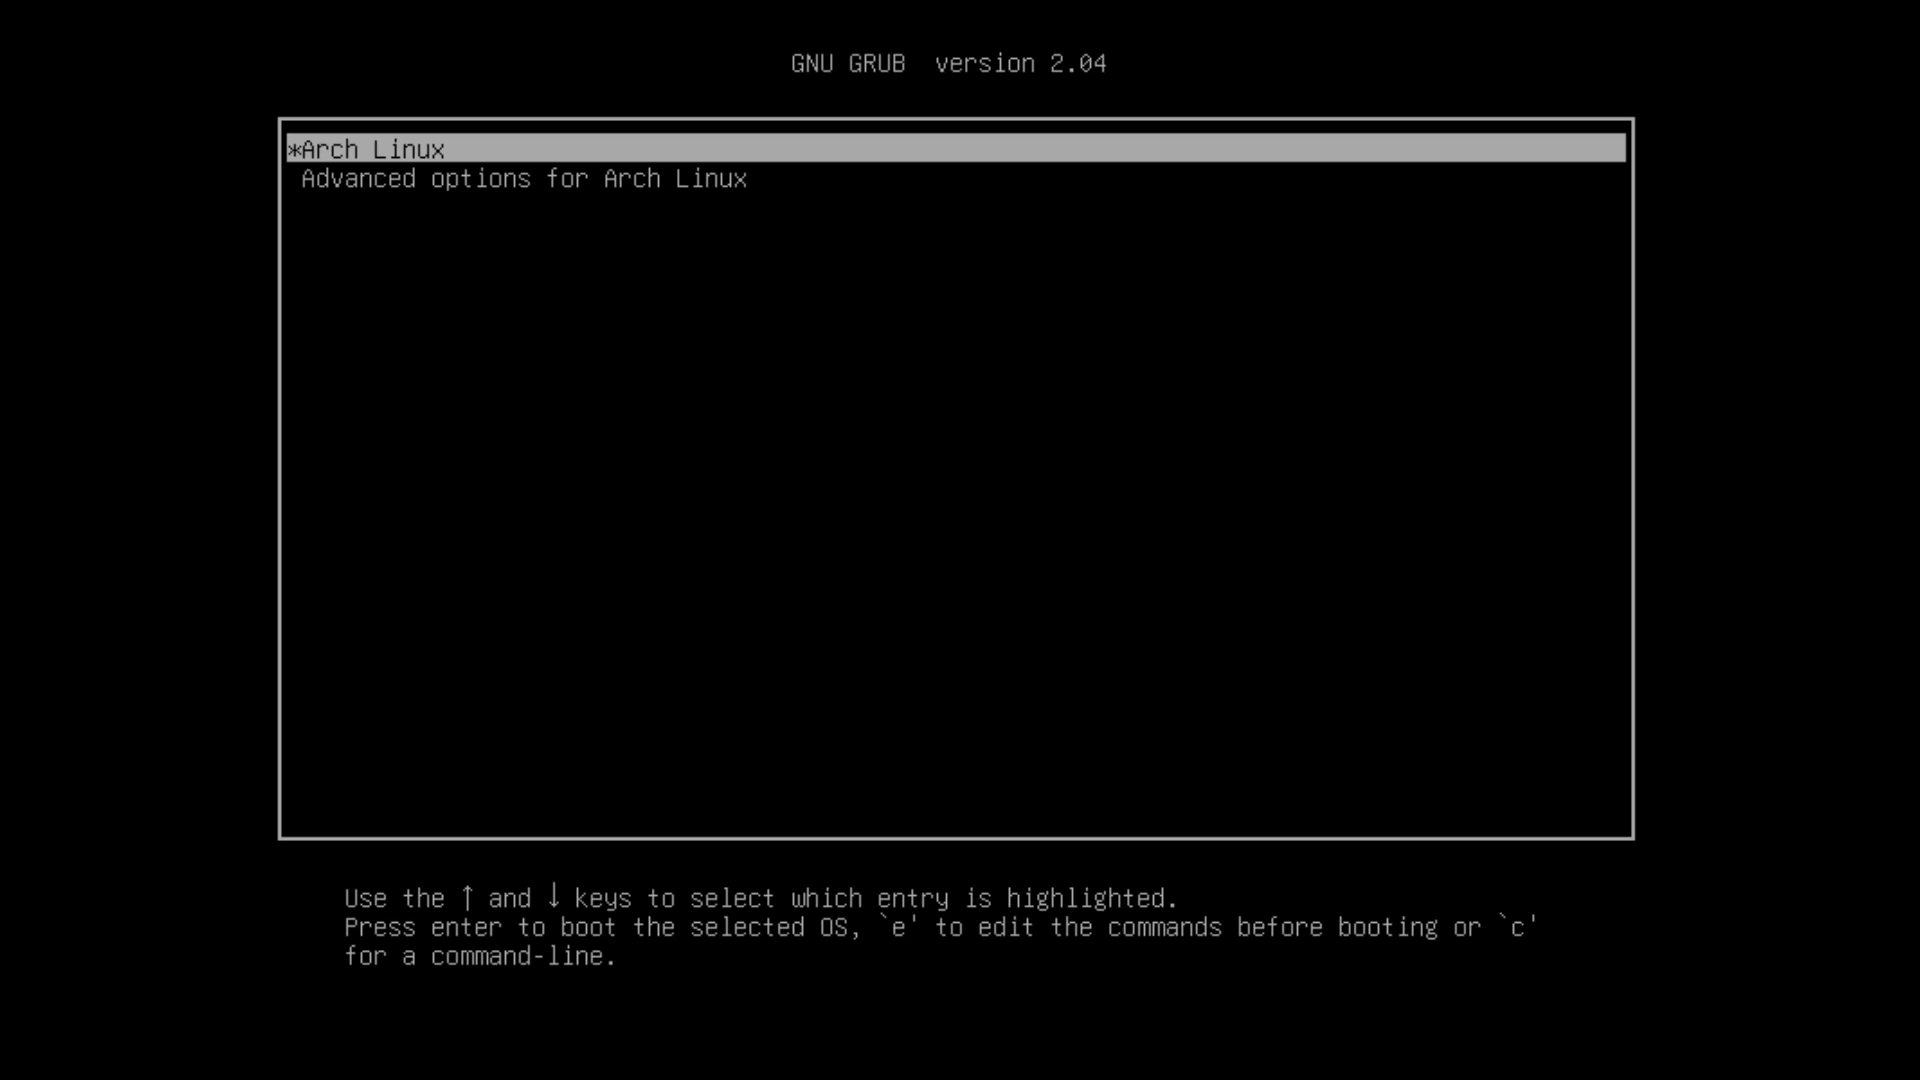 GNU GRUB  version 2.04
*Arch Linux
Advanced options for Arch Linux
Use the ↑ and ↓ keys to select which entry is highlighted.
Press enter to boot the selected OS, `e' to edit the commands before booting or `c'
for a command-line.